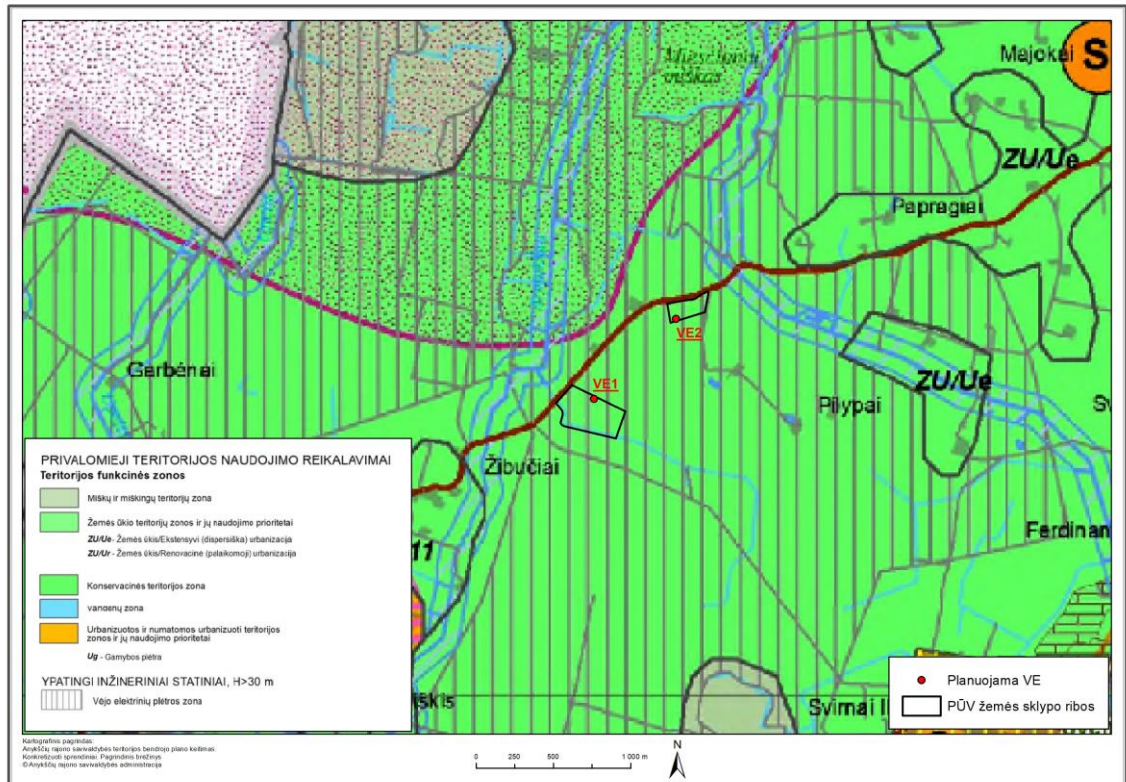 Miesčionių
miškas
Majokai
S
ZU/Ue
Papragiai
VE2
Gerbėnai
VE1
ZU/Ue
Pilypai
Žibučiai
Ferdinan
11
Svirnai II
PRIVALOMIEJI TERITORIJOS NAUDOJIMO REIKALAVIMAI
Teritorijos funkcinės zonos
Miškų ir miškingų teritorijų zona
Žemės ūkio teritorijų zonos ir jų naudojimo prioritetai
ZU/Ue- Žemės ūkis/Ekstensyvi (dispersiška) urbanizacija
ZU/Ur - Žemės ūkis/Renovacinė (palaikomoji) urbanizacija
Konservacinės teritorijos zona
vandenų zona
Urbanizuotos ir numatomos urbanizuoti teritorijos
zonos ir jų naudojimo prioritetai
Ug - Gamybos plėtra
YPATINGI INŽINERINIAI STATINIAI, H>30 m
Vėjo elektrinių plėtros zona
Planuojama VE
PŪV žemės sklypo ribos
Kartografinis pagrindas:
Anykščių rajono savivaldybės teritorijos bendrojo plano keitimas.
Konkretizuoti sprendiniai. Pagrindinis brėžinys
©Anykščių rajono savivaldybės administracija
0 250 500 1 000 m
N